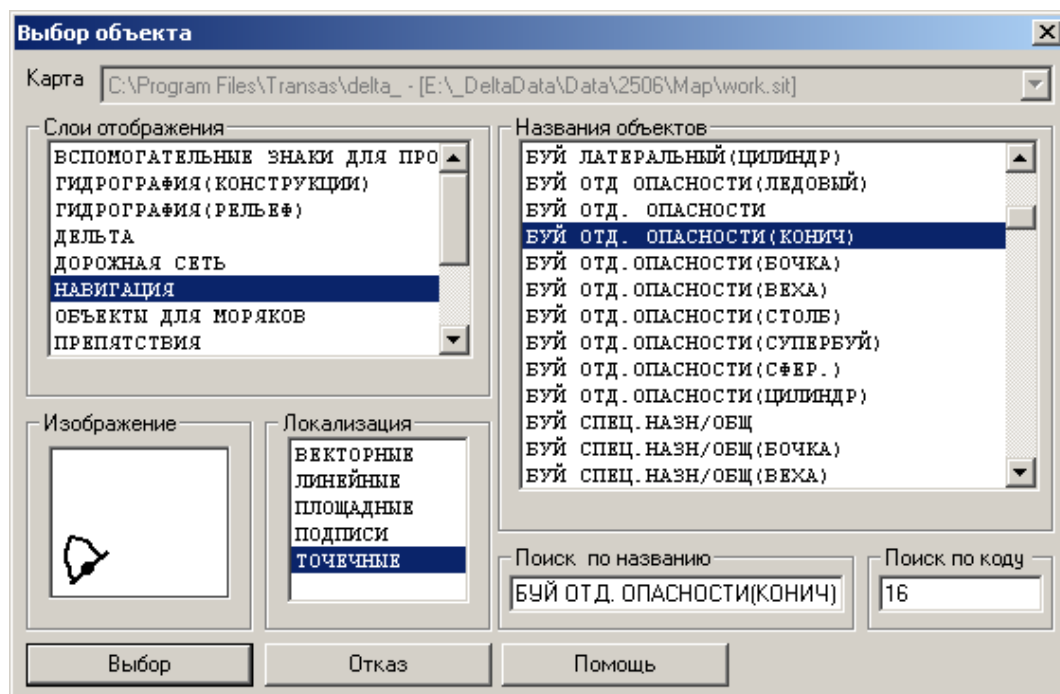 Выбор объекта
Карта
C:\Program Files\Transas\delta_ - [E:\_DeltaData\Data\2506\Map\work.sit]
Слои отображения
ВСПОМОГАТЕЛЬНЫЕ ЗНАКИ ДЛЯ ПРО
ГИДРОГРАФИЯ(КОНСТРУКЦИИ)
ГИДРОГРАФИЯ(РЕЛЬЕФ)
ДЕЛЬТА
ДОРОЖНАЯ СЕТЬ
НАВИГАЦИЯ
ОБЪЕКТЫ ДЛЯ МОРЯКОВ
ПРЕПЯТСТВИЯ
Названия объектов
БУЙ ЛАТЕРАЛЬНЫЙ(ЦИЛИНДР)
БУЙ ОТД ОПАСНОСТИ(ЛЕДОВЫЙ)
БУЙ ОТД. ОПАСНОСТИ
БУЙ ОТД. ОПАСНОСТИ(КОНИЧ)
БУЙ ОТД.ОПАСНОСТИ(БОЧКА)
БУЙ ОТД.ОПАСНОСТИ(ВЕХА)
БУЙ ОТД.ОПАСНОСТИ(СТОЛБ)
БУЙ ОТД.ОПАСНОСТИ(СУПЕРБУЙ)
БУЙ ОТД.ОПАСНОСТИ(СФЕР.)
БУЙ ОТД.ОПАСНОСТИ(ЦИЛИНДР)
БУЙ СПЕЦ.НАЗН/ОБЩ
БУЙ СПЕЦ.НАЗН/ОБЩ(БОЧКА)
БУЙ СПЕЦ.НАЗН/ОБЩ(ВЕХА)
Изображение
Локализация
ВЕКТОРНЫЕ
ЛИНЕЙНЫЕ
ПЛОЩАДНЫЕ
ПОДПИСИ
ТОЧЕЧНЫЕ
Поиск по названию
БУЙ ОТД. ОПАСНОСТИ(КОНИЧ)
Поиск по коду
16
Выбор
Отказ
Помощь